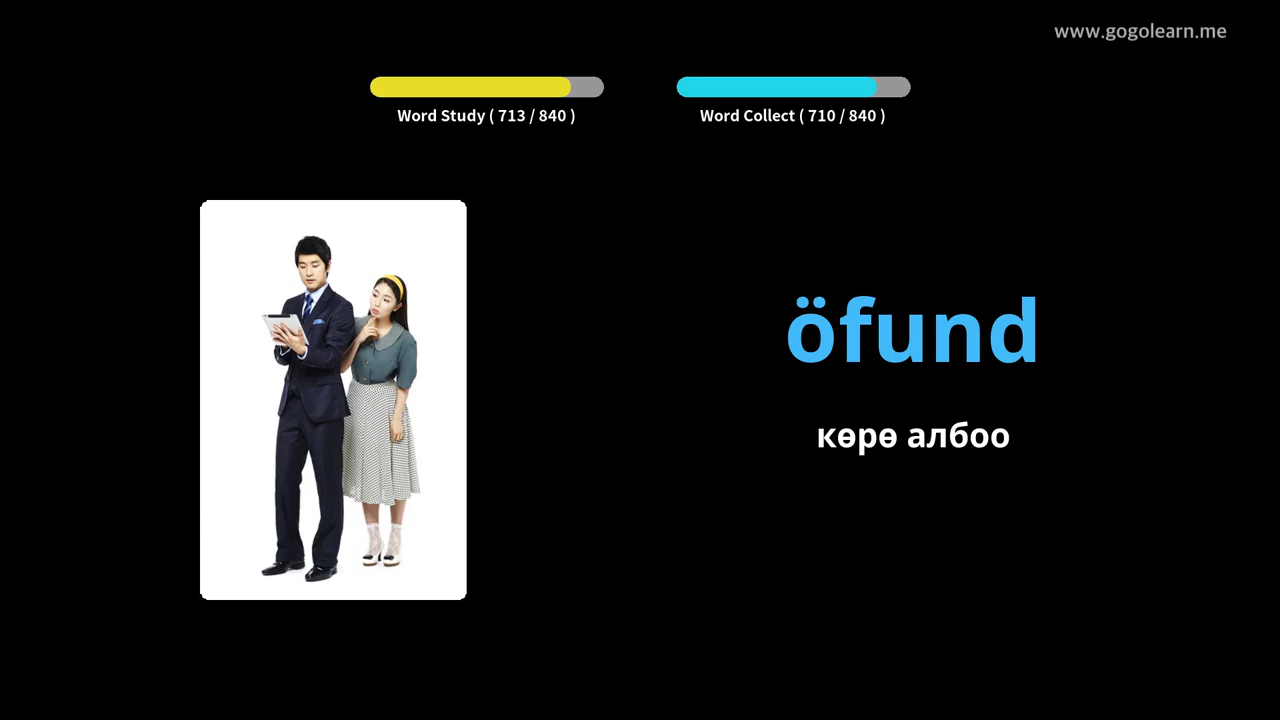 www.gogolearn.me
Word Study ( 713 / 840 )
Word Collect ( 710 / 840 )
öfund
көрө албоо